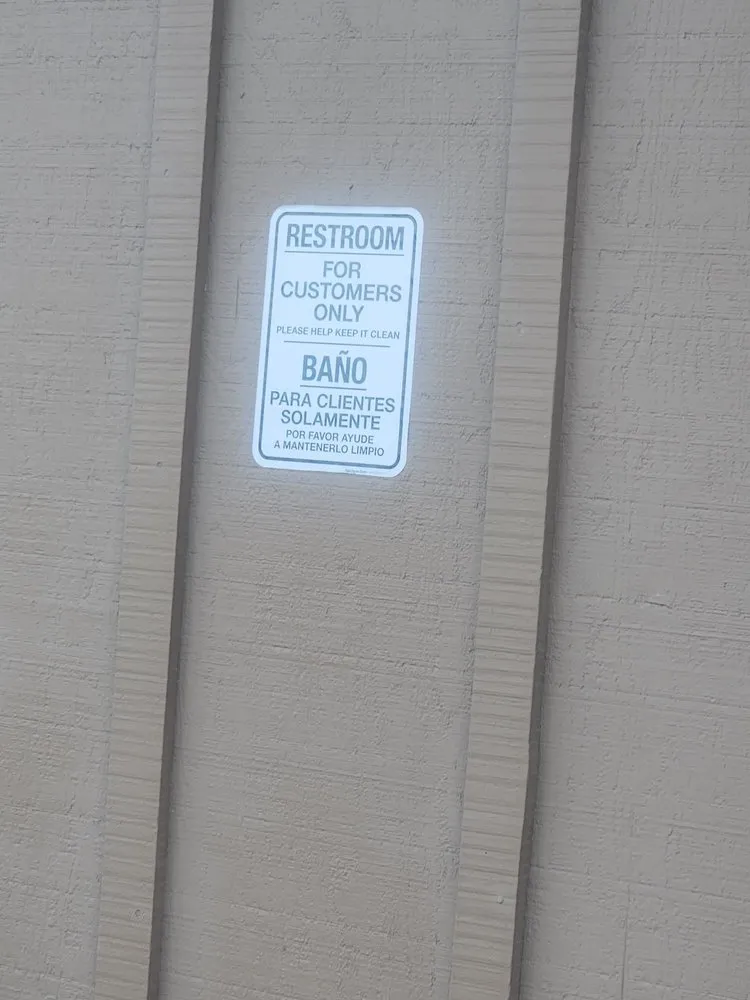 RESTROOM
FOR
CUSTOMERS
ONLY
PLEASE HELP KEEP IT CLEAN
BAÑO
PARA CLIENTES
SOLAMENTE
POR FAVOR AYUDE
A MANTENERLO LIMPIO